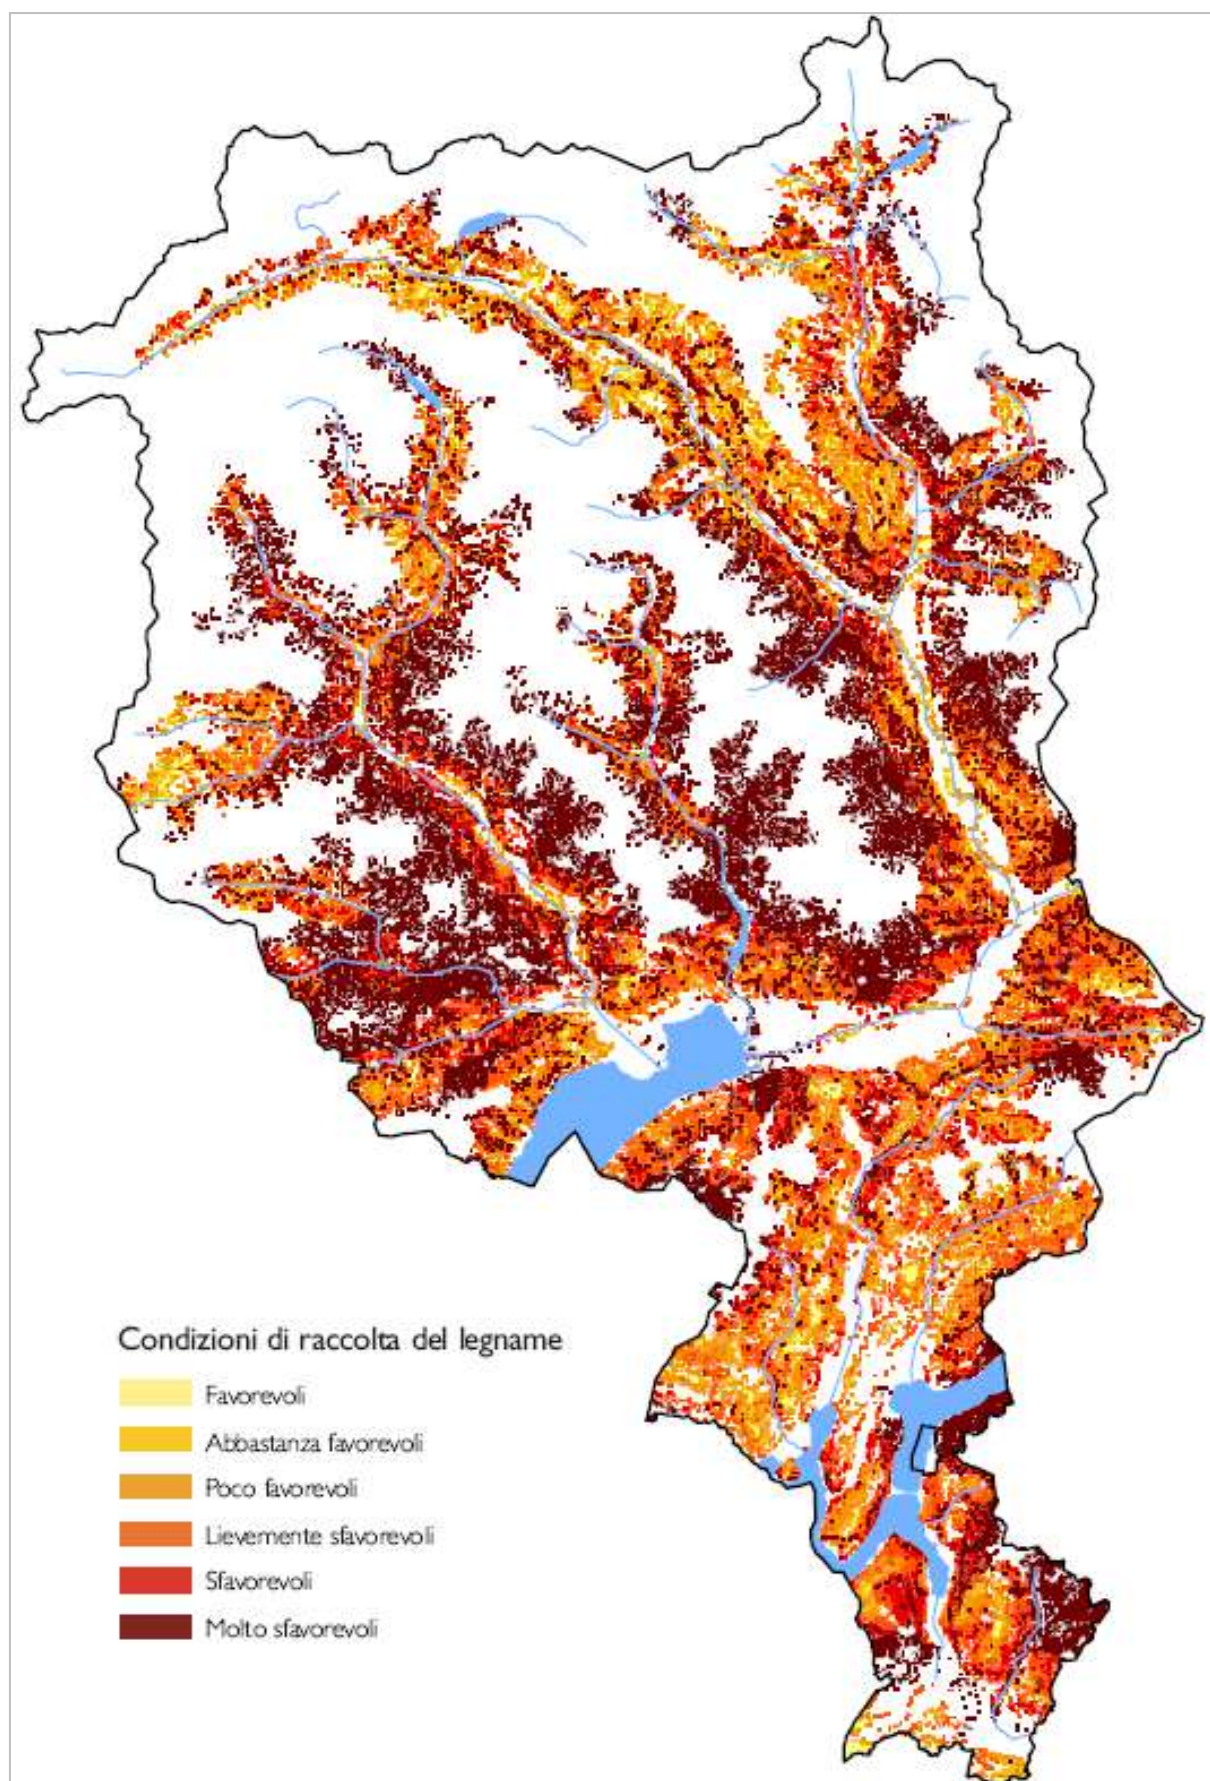 Condizioni di raccolta del legname
Favorevoli
Abbastanza favorevoli
Poco favorevoli
Lievemente sfavorevoli
Sfavorevoli
Molto sfavorevoli